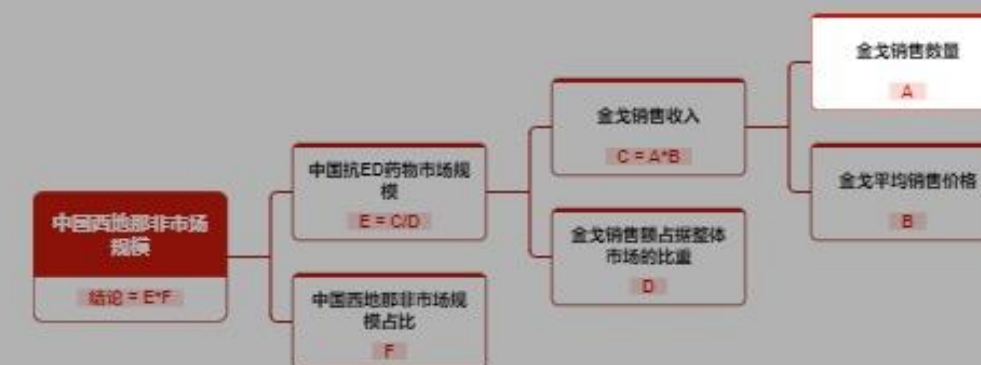 金戈销售数量
A
金戈销售收入
C = A*B
中国抗ED药物市场规
模
E = C/D
金戈平均销售价格
B
中国西地那非市场
规模
结论 = E*F
金戈销售额占据整体
市场的比重
D
中国西地那非市场规
模占比
F